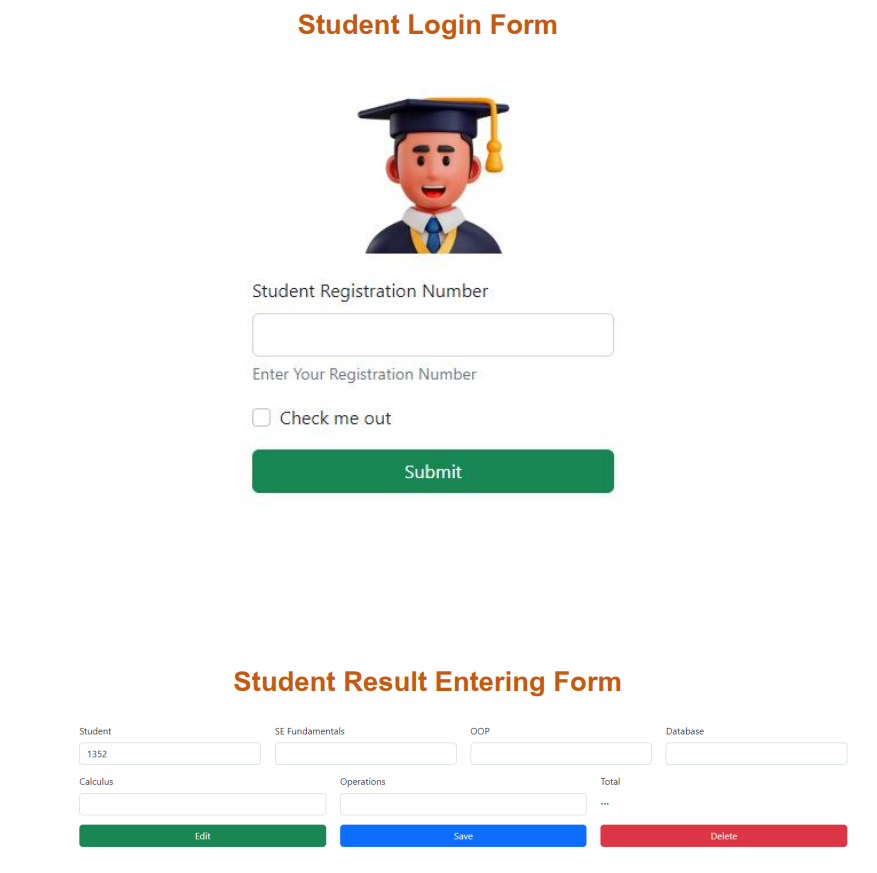 Student Login Form
Student Registration Number
Enter Your Registration Number
Check me out
Submit
Student Result Entering Form
Student SE Fundamentals OOP Database
1352
Calculus Operations Total
...
Edit Save Delete